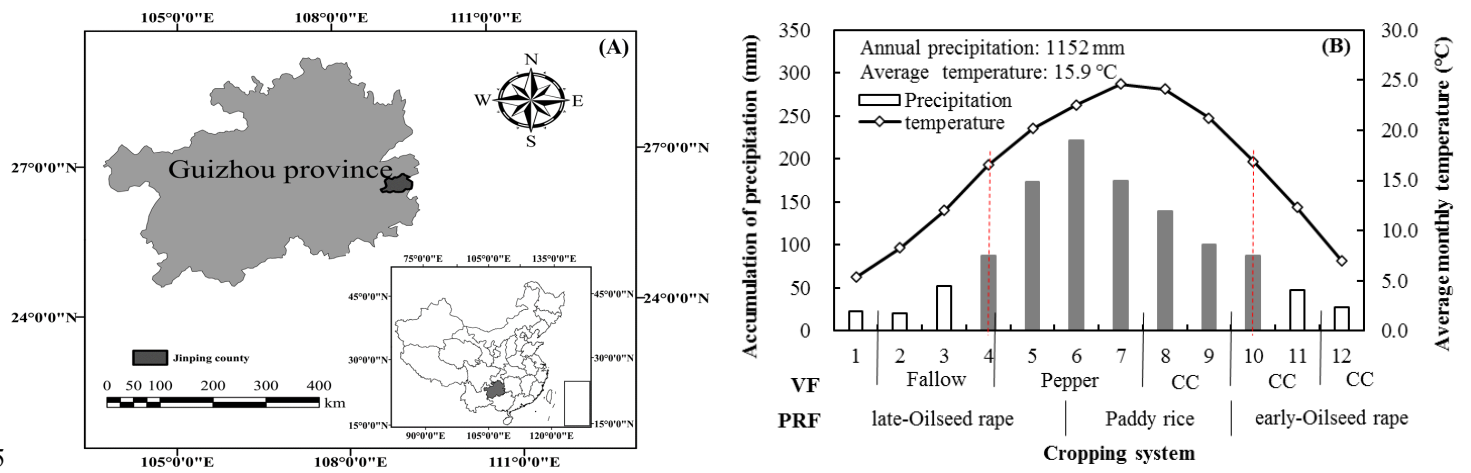 105°0'0"E 108°0'0"E 111°0'0"E
(A)
N
W E
S
27°0'0"N
27°0'0"N
Guizhou province
24°0'0"N
24°0'0"N
75°0'0"E 105°0'0"E 135°0'0"E
45°0'0"N
45°0'0"N
30°0'0"N
30°0'0"N
15°0'0"N
15°0'0"N
90°0'0"E 105°0'0"E 120°0'0"E
Jinping county
0 50 100 200 300 400
km
105°0'0"E 108°0'0"E 111°0'0"E
5
(B)
Annual precipitation: 1152 mm
Average temperature: 15.9 ℃
Precipitation
temperature
Accumulation of precipitation (mm)
350
300
250
200
150
100
50
0
30.0
25.0
20.0
15.0
10.0
5.0
0.0
Average monthly temperature (℃)
1 2 3 4 5 6 7 8 9 10 11 12
VF Fallow Pepper CC CC CC
PRF late-Oilseed rape Paddy rice early-Oilseed rape
Cropping system